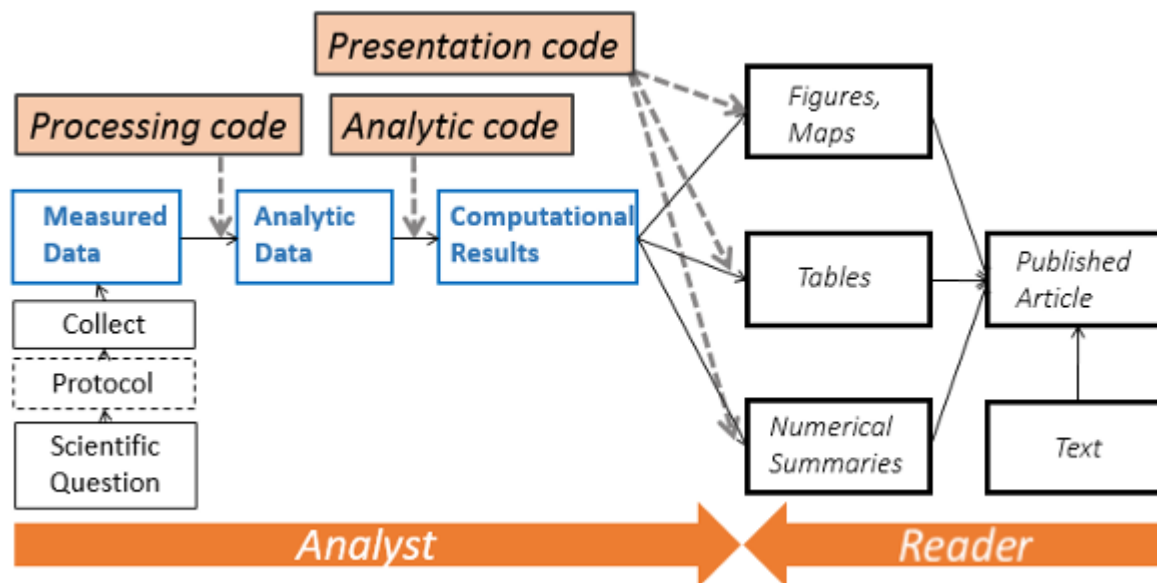 Presentation code
Processing code
Analytic code
Figures,
Maps
Measured
Data
Analytic
Data
Computational
Results
Tables
Published
Article
Collect
Protocol
Scientific
Question
Numerical
Summaries
Text
Analyst
Reader